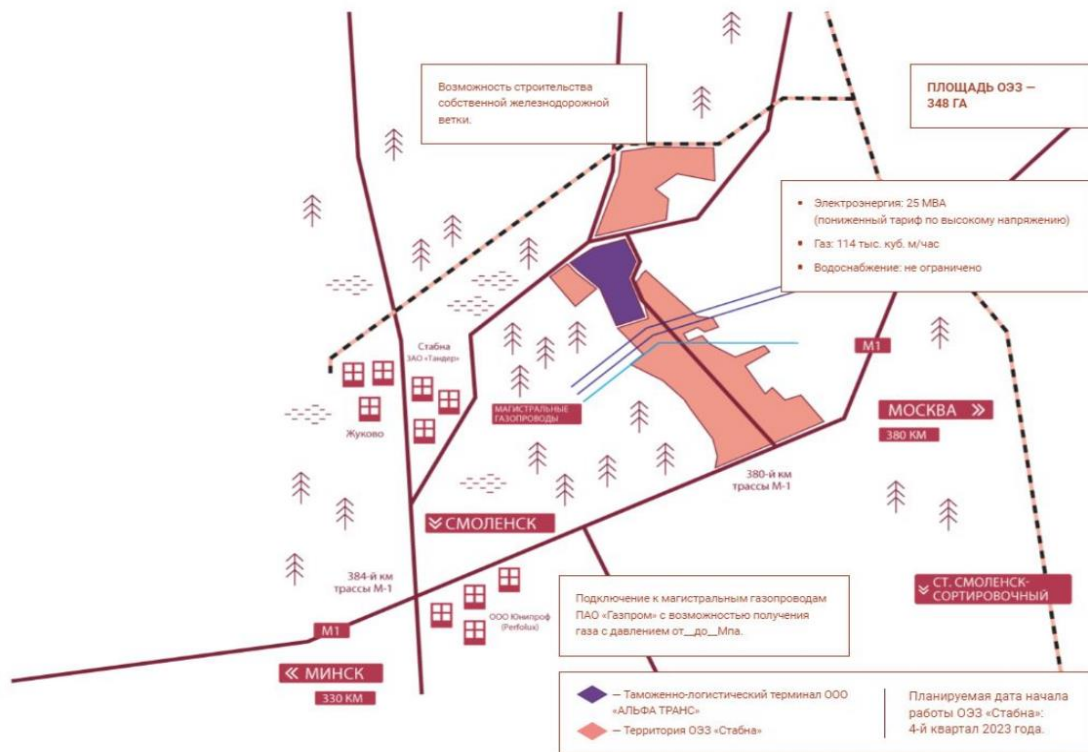 Возможность строительства
собственной железнодорожной
ветки.
ПЛОЩАДЬ ОЭЗ —
348 ГА
Электроэнергия: 25 МВА
(пониженный тариф по высокому напряжению)
Газ: 114 тыс. куб. м/час
Водоснабжение: не ограничено
Стабна
ЗАО «Тандер»
М1
МАГИСТРАЛЬНЫЕ
ГАЗОПРОВОДЫ
МОСКВА
380 КМ
Жуково
380-й км
трассы М-1
СМОЛЕНСК
384-й км
трассы М-1
СТ. СМОЛЕНСК-
СОРТИРОВОЧНЫЙ
Подключение к магистральным газопроводам
ПАО «Газпром» с возможностью получения
газа с давлением от__до__Мпа.
ООО Юнипроф
(Perfolus)
М1
МИНСК
330 КМ
— Таможенно-логистический терминал ООО
«АЛЬФА ТРАНС»
— Территория ОЭЗ «Стабна»
Планируемая дата начала
работы ОЭЗ «Стабна»:
4-й квартал 2023 года.